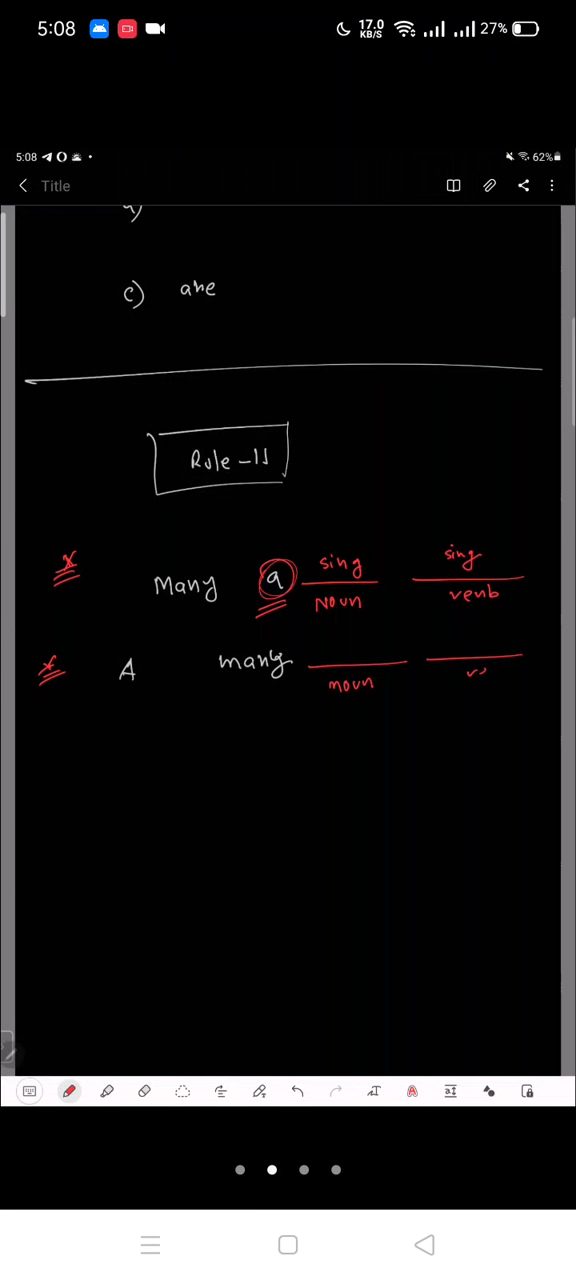 5:08 17.0 KB/S 27%
5:08 62%
Title
c) are
Rule-11
sing sing
Many a Noun verb
A many noun